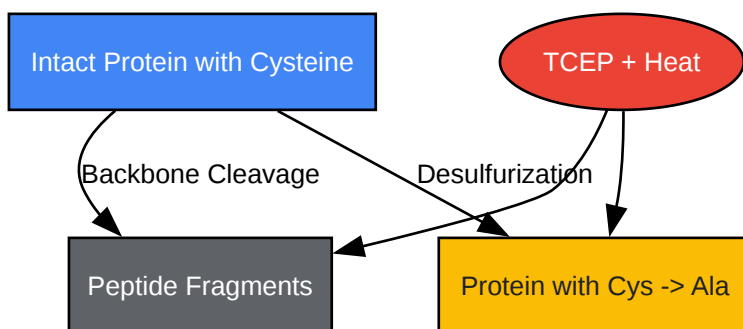 Intact Protein with Cysteine
TCEP + Heat
Backbone Cleavage
Desulfurization
Peptide Fragments
Protein with Cys -> Ala